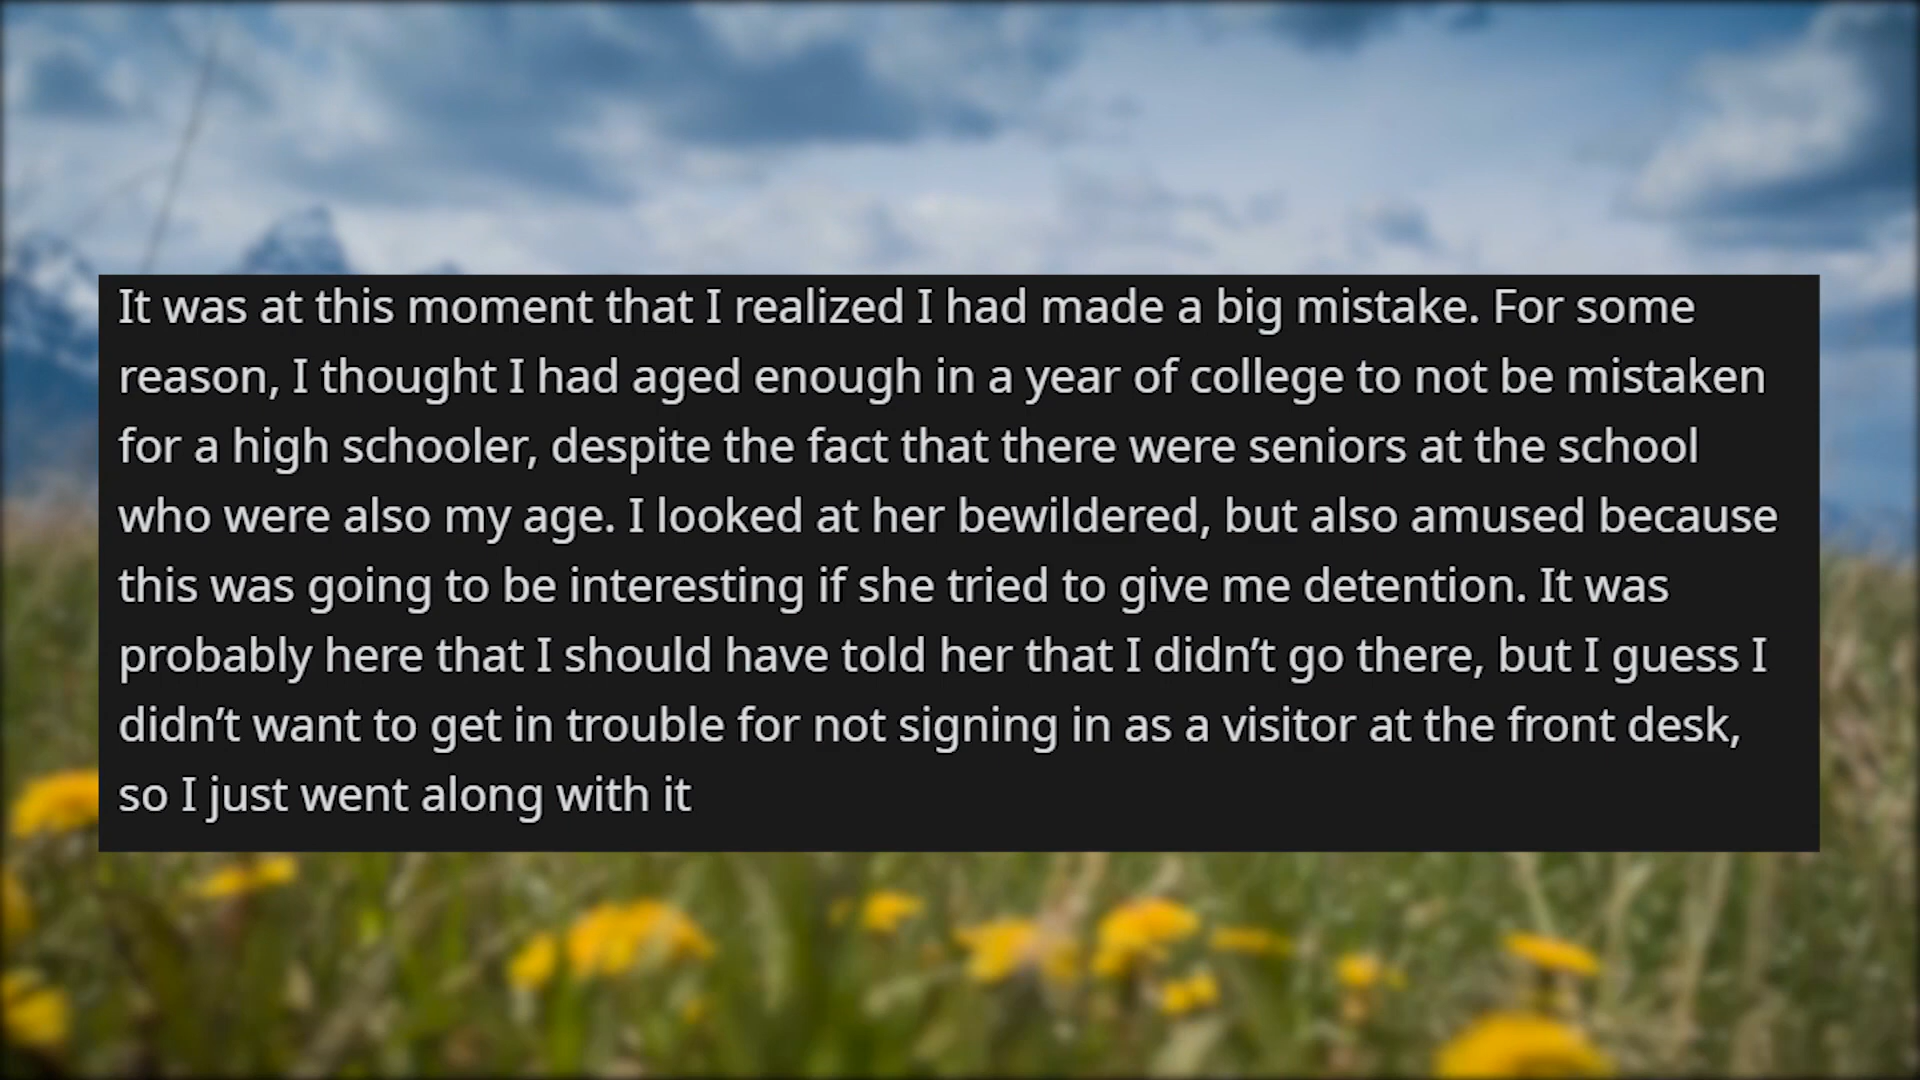 It was at this moment that I realized I had made a big mistake. For some
reason, I thought I had aged enough in a year of college to not be mistaken
for a high schooler, despite the fact that there were seniors at the school
who were also my age. I looked at her bewildered, but also amused because
this was going to be interesting if she tried to give me detention. It was
probably here that I should have told her that I didn’t go there, but I guess I
didn’t want to get in trouble for not signing in as a visitor at the front desk,
so I just went along with it